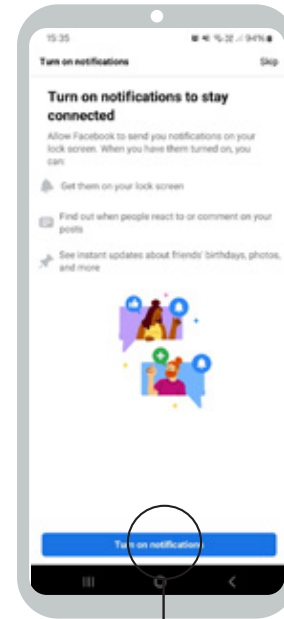 15:35
94%
Turn on notifications
Skip
Turn on notifications to stay
connected
Allow Facebook to send you notifications on your
lock screen. When you have them turned on, you
can:
Get them on your lock screen
Find out when people react to or comment on your
posts
See instant updates about friends' birthdays, photos,
and more
Turn on notifications